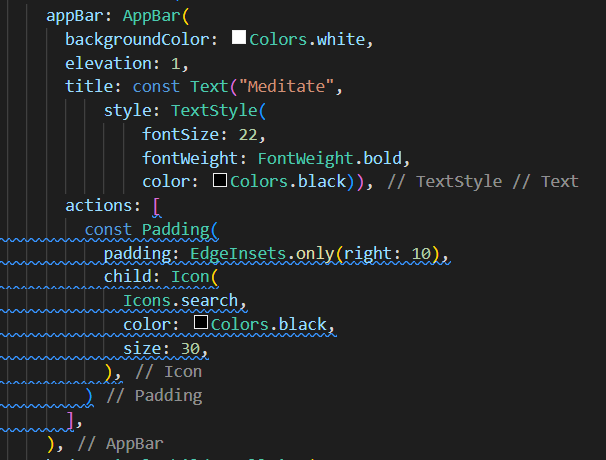 appBar: AppBar(
backgroundColor: Colors.white,
elevation: 1,
title: const Text("Meditate",
style: TextStyle(
fontSize: 22,
fontWeight: FontWeight.bold,
color: Colors.black)), // TextStyle // Text
actions: [
const Padding(
padding: EdgeInsets.only(right: 10),
child: Icon(
Icons.search,
color: Colors.black,
size: 30,
), // Icon
) // Padding
],
), // AppBar